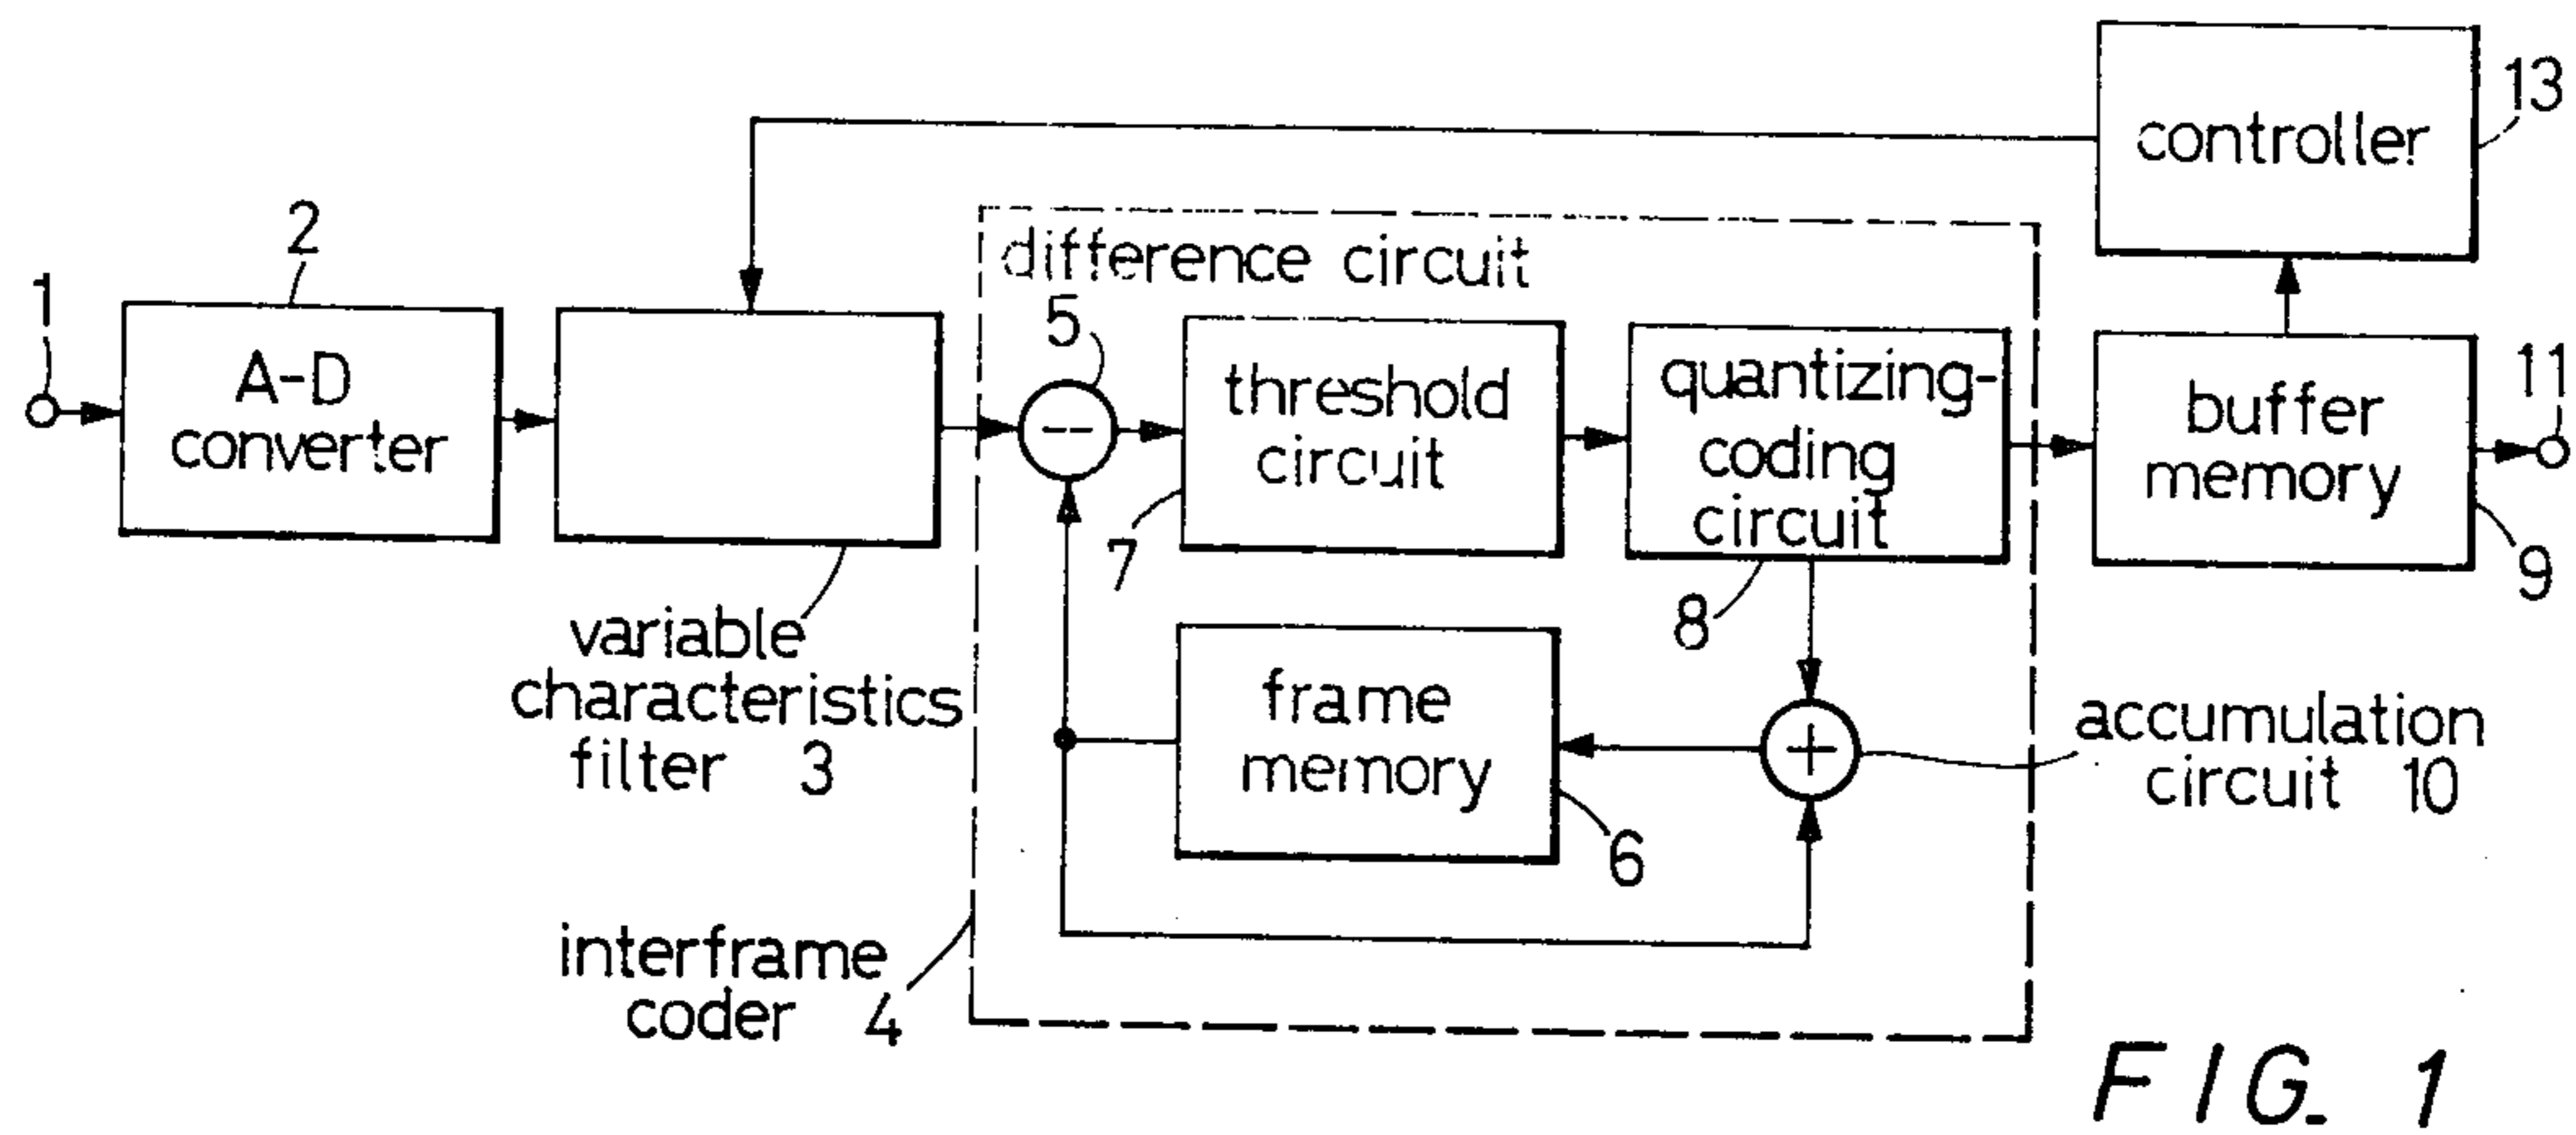 controller
13
2
difference circuit
1
5
A-D
converter
threshold
circuit
quantizing-
coding
circuit
buffer
memory
11
7
8
9
variable
characteristics
filter 3
frame
memory
6
accumulation
circuit 10
interframe
coder 4
FIG. 1